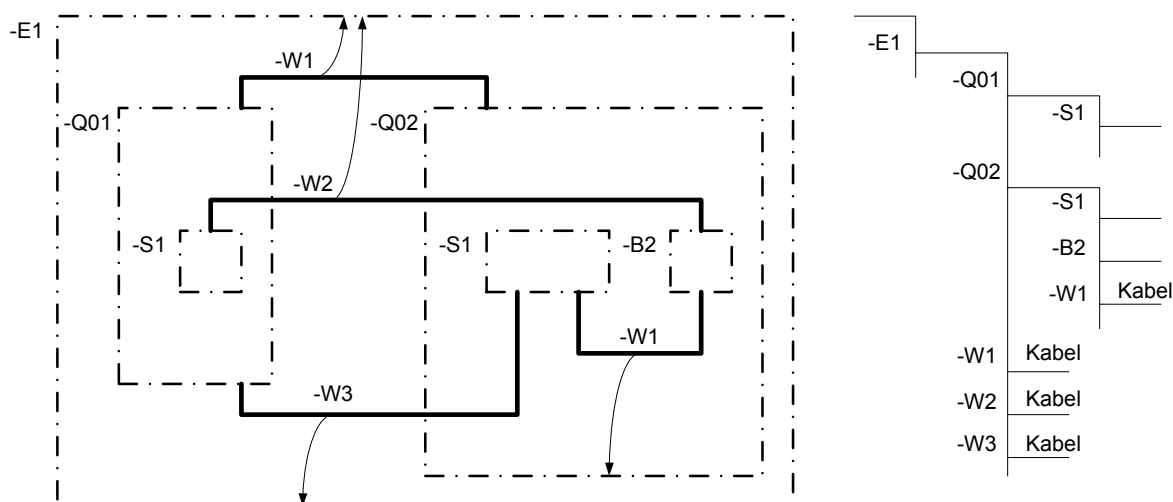 -E1
-W1
-Q01
-Q02
-W2
-S1
-S1
-B2
-W1
-W3
-E1
-Q01
-S1
-Q02
-S1
-B2
-W1 Kabel
-W1 Kabel
-W2 Kabel
-W3 Kabel